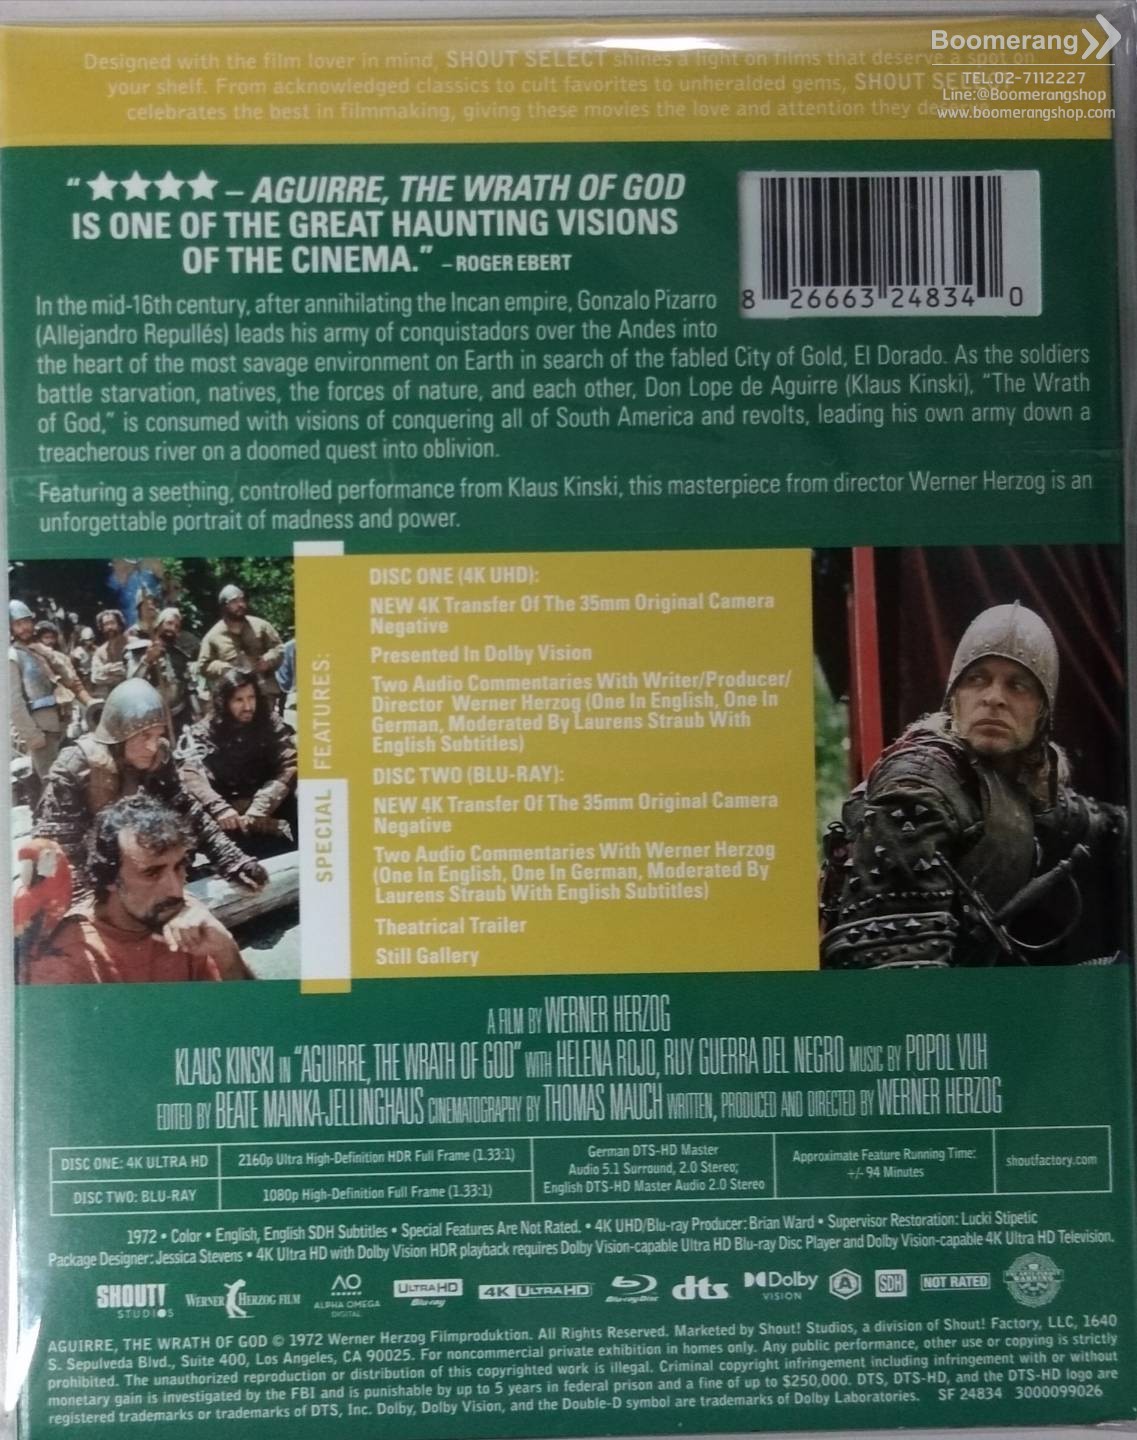 Boomerang
TEL.02-7112227
Line:@Boomerangshop
www.boomerangshop.com
Designed with the film lover in mind, SHOUT SELECT shines a light on films that deserve a spot on
your shelf. From acknowledged classics to cult favorites to unheralded gems, SHOUT SELECT
celebrates the best in filmmaking, giving these movies the love and attention they
"★★★★ – AGUIRRE, THE WRATH OF GOD
IS ONE OF THE GREAT HAUNTING VISIONS
OF THE CINEMA." – ROGER EBERT
8 26663 24834 0
In the mid-16th century, after annihilating the Incan empire, Gonzalo Pizarro
(Allejandro Repullés) leads his army of conquistadors over the Andes into
the heart of the most savage environment on Earth in search of the fabled City of Gold, El Dorado. As the soldiers
battle starvation, natives, the forces of nature, and each other, Don Lope de Aguirre (Klaus Kinski), "The Wrath
of God," is consumed with visions of conquering all of South America and revolts, leading his own army down a
treacherous river on a doomed quest into oblivion.
Featuring a seething, controlled performance from Klaus Kinski, this masterpiece from director Werner Herzog is an
unforgettable portrait of madness and power.
SPECIAL FEATURES:
DISC ONE (4K UHD):
NEW 4K Transfer Of The 35mm Original Camera
Negative
Presented In Dolby Vision
Two Audio Commentaries With Writer/Producer/
Director Werner Herzog (One In English, One In
German, Moderated By Laurens Straub With
English Subtitles)
DISC TWO (BLU-RAY):
NEW 4K Transfer Of The 35mm Original Camera
Negative
Two Audio Commentaries With Werner Herzog
(One In English, One In German, Moderated By
Laurens Straub With English Subtitles)
Theatrical Trailer
Still Gallery
A FILM BY WERNER HERZOG
KLAUS KINSKI IN "AGUIRRE, THE WRATH OF GOD" WITH HELENA ROJO, RUY GUERRA DEL NEGRO MUSIC BY POPOL VUH
EDITED BY BEATE MAINKA-JELLINGHAUS CINEMATOGRAPHY BY THOMAS MAUCH WRITTEN, PRODUCED AND DIRECTED BY WERNER HERZOG
DISC ONE: 4K ULTRA HD
2160p Ultra High-Definition HDR Full Frame (1.33:1)
DISC TWO: BLU-RAY
1080p High-Definition Full Frame (1.33:1)
German DTS-HD Master
Audio 5.1 Surround, 2.0 Stereo;
English DTS-HD Master Audio 2.0 Stereo
Approximate Feature Running Time:
+/- 94 Minutes
shoutfactory.com
1972 • Color • English, English SDH Subtitles • Special Features Are Not Rated. • 4K UHD/Blu-ray Producer: Brian Ward • Supervisor Restoration: Lucki Stipetic
Package Designer: Jessica Stevens • 4K Ultra HD with Dolby Vision HDR playback requires Dolby Vision-capable Ultra HD Blu-ray Disc Player and Dolby Vision-capable 4K Ultra HD Television.
SHOUT! STUDIOS
WERNER HERZOG FILM
AO ALPHA OMEGA DIGITAL
ULTRA HD Blu-ray
4K ULTRA HD
Blu-ray Disc
dts
Dolby VISION
A
SDH
NOT RATED
AGUIRRE, THE WRATH OF GOD © 1972 Werner Herzog Filmproduktion. All Rights Reserved. Marketed by Shout! Studios, a division of Shout! Factory, LLC, 1640
S. Sepulveda Blvd., Suite 400, Los Angeles, CA 90025. For noncommercial private exhibition in homes only. Any public performance, other use or copying is strictly
prohibited. The unauthorized reproduction or distribution of this copyrighted work is illegal. Criminal copyright infringement including infringement with or without
monetary gain is investigated by the FBI and is punishable by up to 5 years in federal prison and a fine of up to $250,000. DTS, DTS-HD, and the DTS-HD logo are
registered trademarks or trademarks of DTS, Inc. Dolby, Dolby Vision, and the Double-D symbol are trademarks of Dolby Laboratories. SF 24834 3000099026